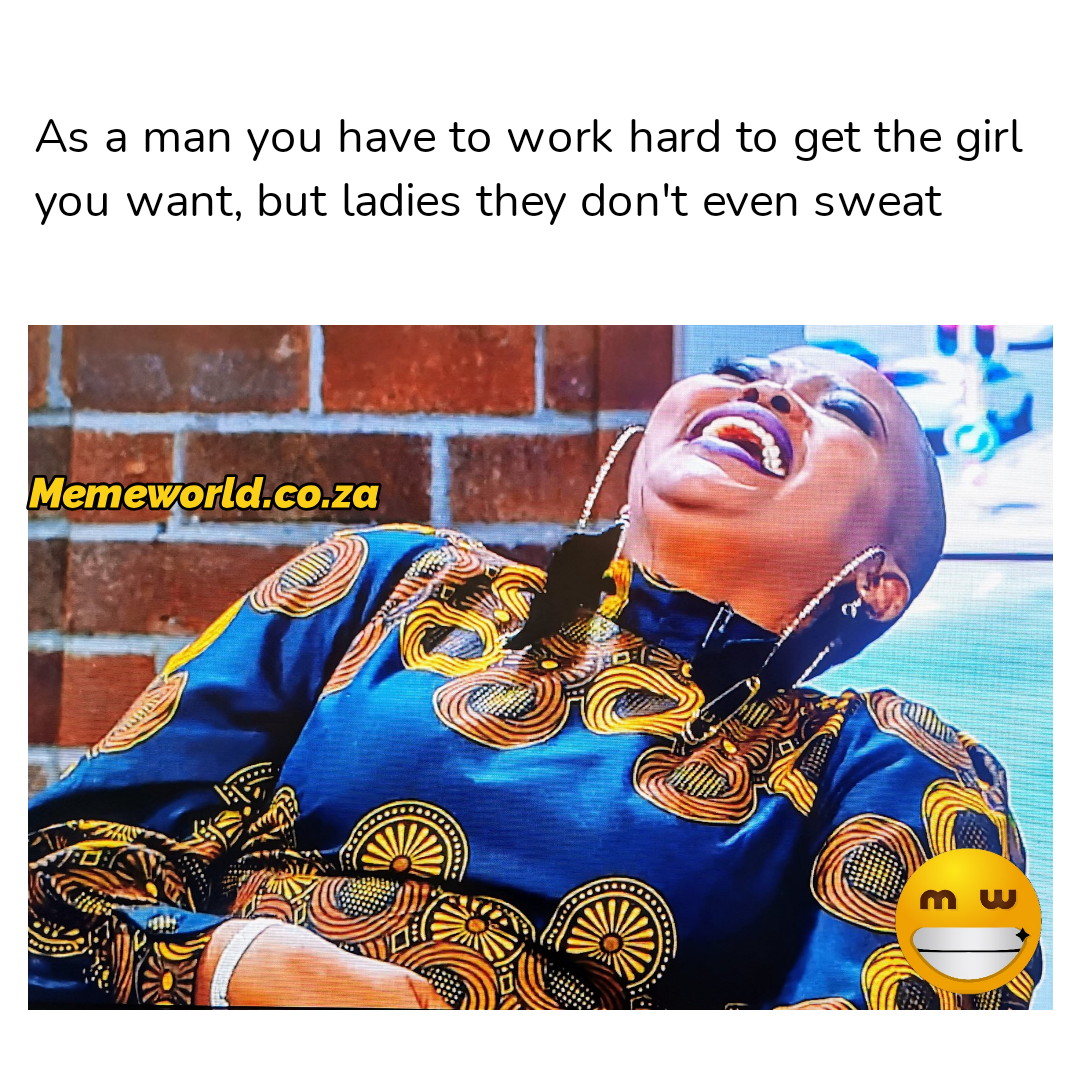 As a man you have to work hard to get the girl
you want, but ladies they don't even sweat
Memeworld.co.za
m w